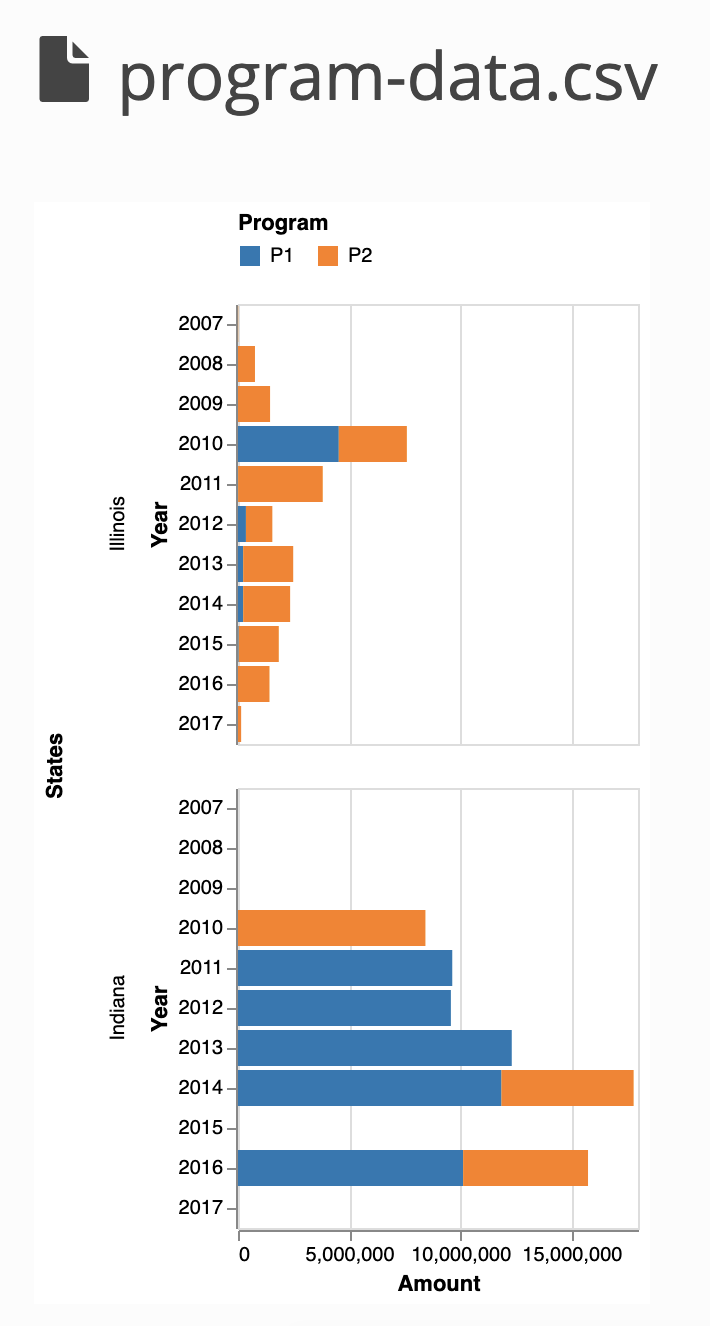 program-data.csv
Program
P1 P2
States
Illinois
Year
2007
2008
2009
2010
2011
2012
2013
2014
2015
2016
2017
Indiana
Year
2007
2008
2009
2010
2011
2012
2013
2014
2015
2016
2017
0 5,000,000 10,000,000 15,000,000
Amount